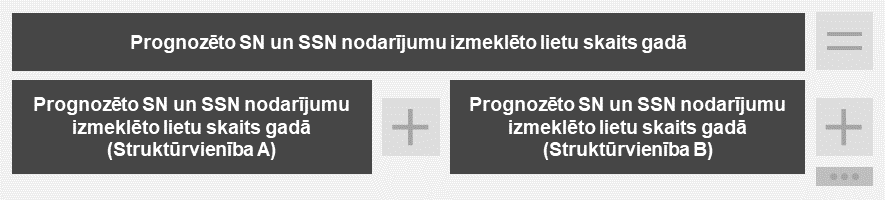 Prognozēto SN un SSN nodarījumu izmeklēto lietu skaits gadā
=
Prognozēto SN un SSN nodarījumu
izmeklēto lietu skaits gadā
(Struktūrvienība A)
+
Prognozēto SN un SSN nodarījumu
izmeklēto lietu skaits gadā
(Struktūrvienība B)
+
...